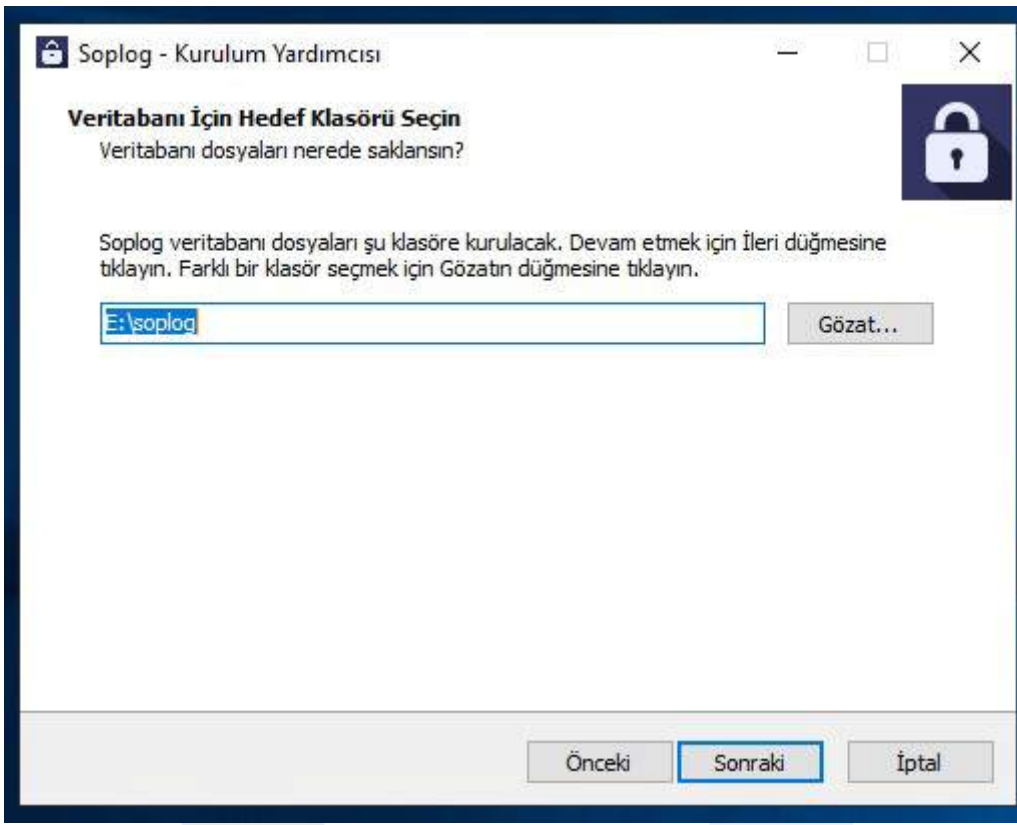 Soplog - Kurulum Yardımcısı
Veritabanı İçin Hedef Klasörü Seçin
Veritabanı dosyaları nerede saklansın?
Soplog veritabanı dosyaları şu klasöre kurulacak. Devam etmek için İleri düğmesine
tıklayın. Farklı bir klasör seçmek için Gözatın düğmesine tıklayın.
E:\soplog
Gözat...
Önceki
Sonraki
İptal